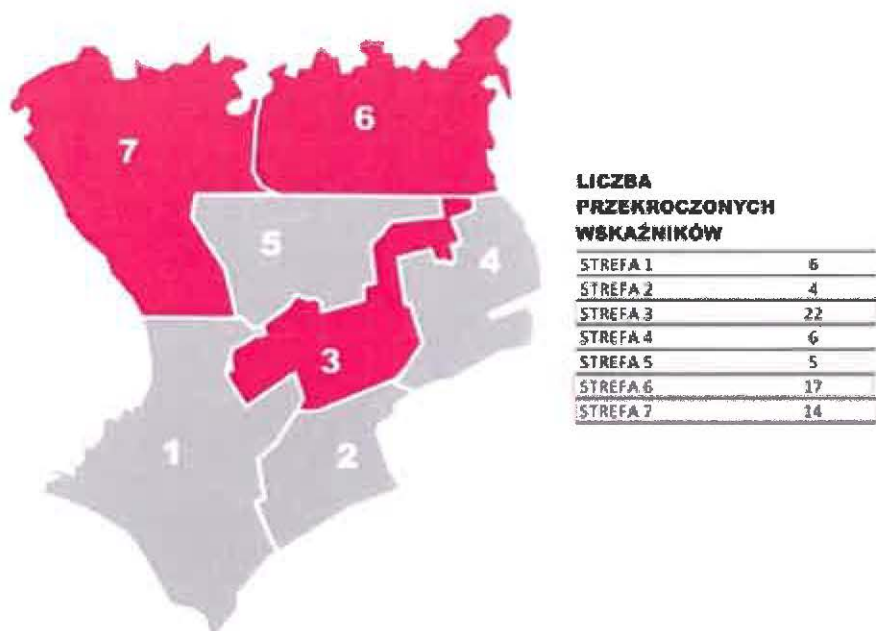 7
6
5
4
3
1
2
LICZBA
PRZEKROCZONYCH
WSKAŹNIKÓW
STREFA 1 6
STREFA 2 4
STREFA 3 22
STREFA 4 6
STREFA 5 5
STREFA 6 17
STREFA 7 14